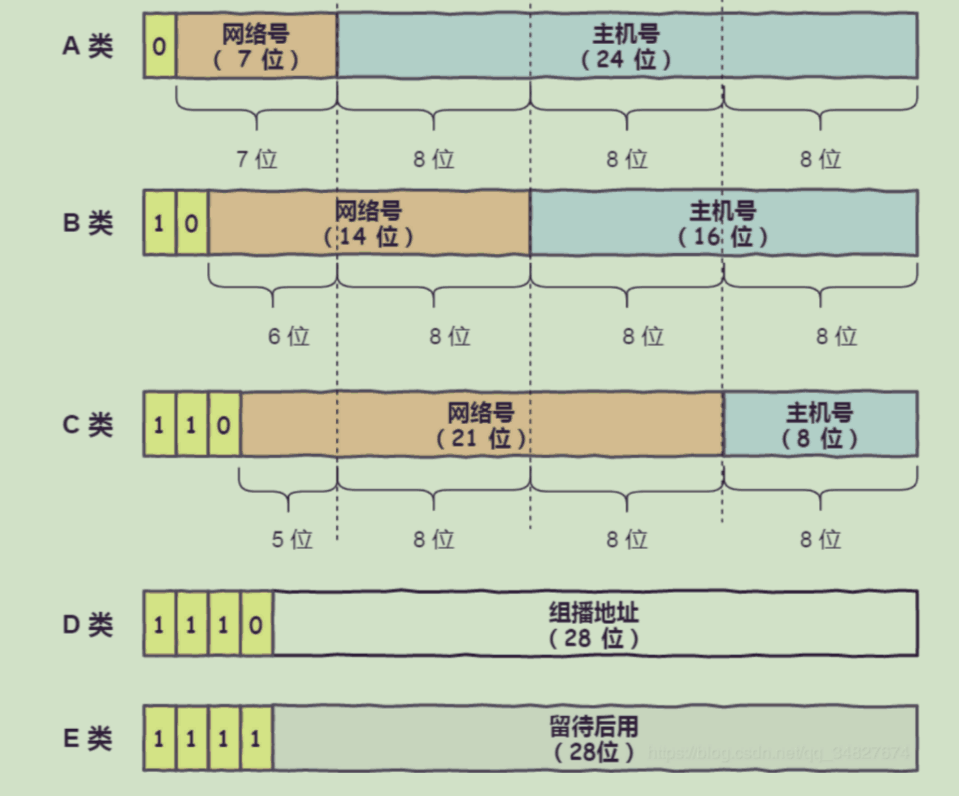 A 类
0
网络号
( 7 位 )
主机号
( 24 位 )
7 位
8 位
8 位
8 位
B 类
1 0
网络号
( 14 位 )
主机号
( 16 位 )
6 位
8 位
8 位
8 位
C 类
1 1 0
网络号
( 21 位 )
主机号
( 8 位 )
5 位
8 位
8 位
8 位
D 类
1 1 1 0
组播地址
( 28 位 )
E 类
1 1 1 1
留待后用
( 28位 )
https://blog.csdn.net/qq_34827674